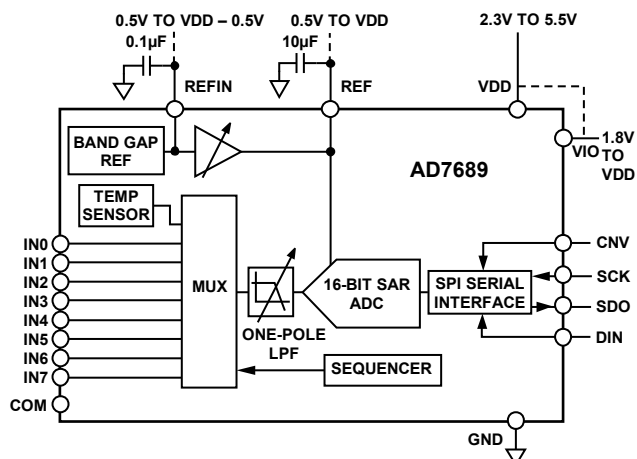 0.5V TO VDD – 0.5V
0.1µF
0.5V TO VDD
10µF
2.3V TO 5.5V
REFIN
REF
VDD
BAND GAP
REF
VIO
1.8V
TO
VDD
AD7689
TEMP
SENSOR
IN0
IN1
IN2
IN3
IN4
IN5
IN6
IN7
COM
MUX
ONE-POLE
LPF
16-BIT SAR
ADC
SPI SERIAL
INTERFACE
CNV
SCK
SDO
DIN
SEQUENCER
GND